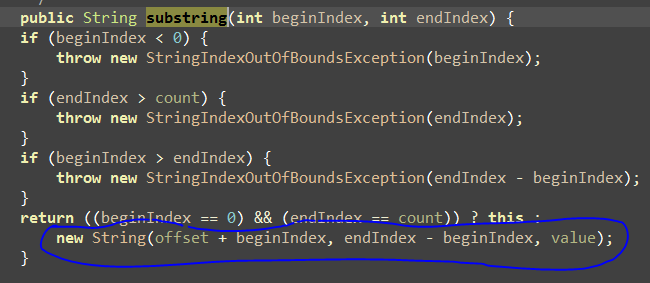 public String substring(int beginIndex, int endIndex) {
if (beginIndex < 0) {
throw new StringIndexOutOfBoundsException(beginIndex);
}
if (endIndex > count) {
throw new StringIndexOutOfBoundsException(endIndex);
}
if (beginIndex > endIndex) {
throw new StringIndexOutOfBoundsException(endIndex - beginIndex);
}
return ((beginIndex == 0) && (endIndex == count)) ? this :
new String(offset + beginIndex, endIndex - beginIndex, value);
}